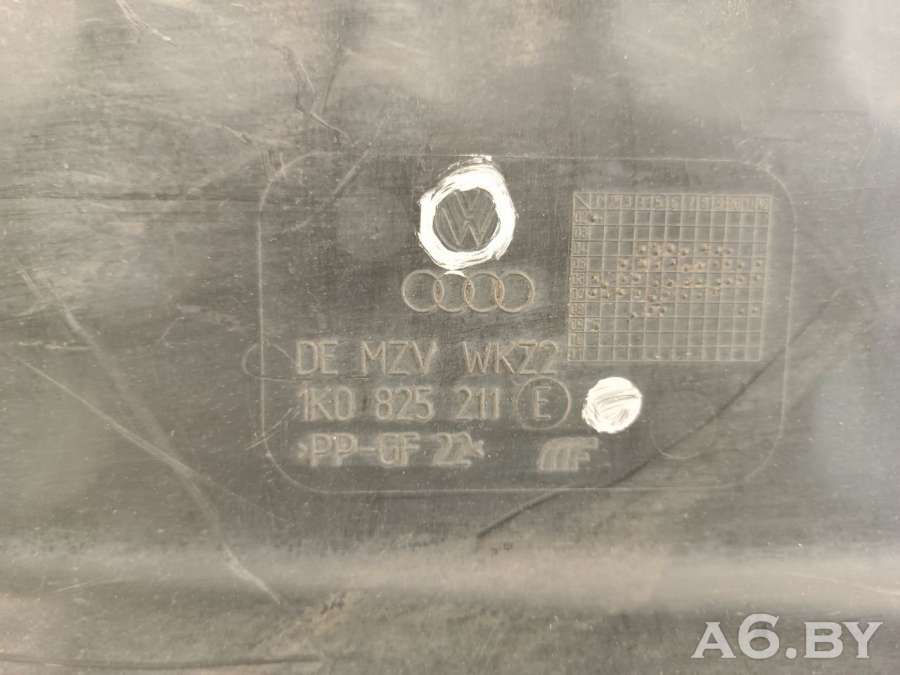 DE MZV WKZ2
1K0 825 211 E
>PP-GF 22<
A6.BY